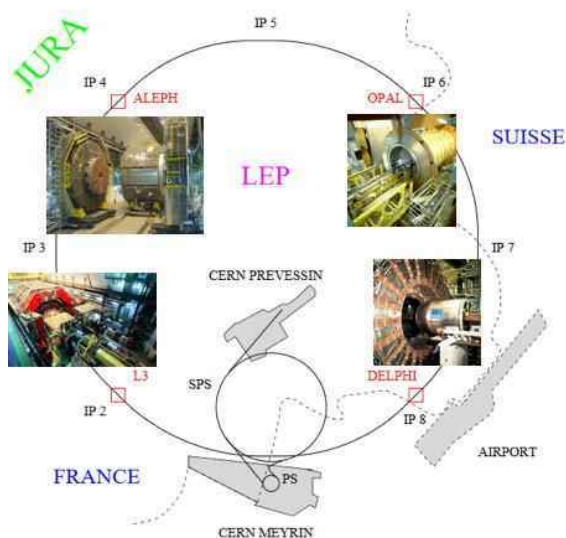 JURA
IP 5
IP 4
ALEPH
OPAL
IP 6
SUISSE
LEP
IP 3
IP 7
CERN PREVESSIN
L3
SPS
DELPHI
IP 2
IP 8
AIRPORT
FRANCE
PS
CERN MEYRIN